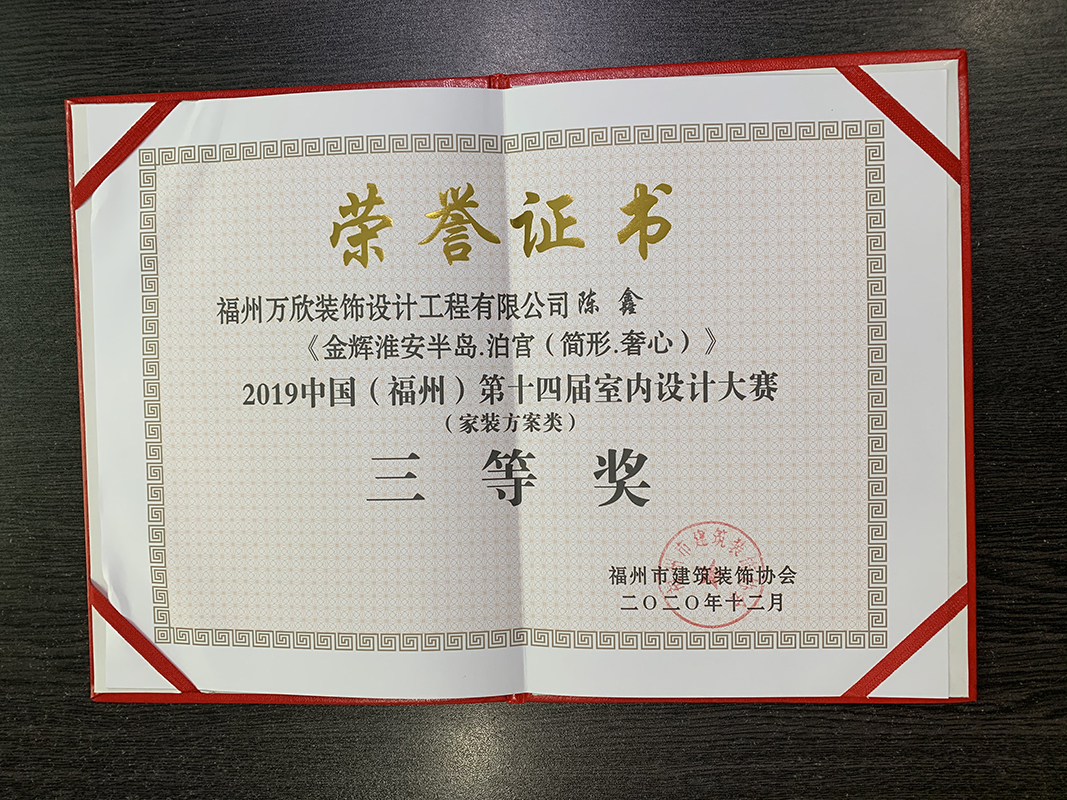 荣誉证书
福州万欣装饰设计工程有限公司 陈 鑫
《金辉淮安半岛.泊宫（简形.奢心）》
2019中国（福州）第十四届室内设计大赛
（家装方案类）
三等奖
福州市建筑装饰协会
二〇二〇年十二月